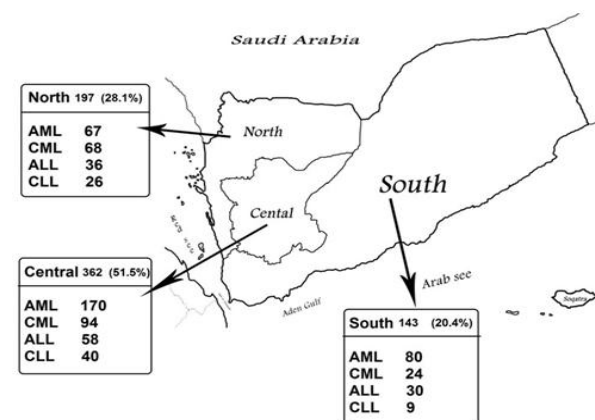 Saudi Arabia
North 197 (28.1%)
AML 67
CML 68
ALL 36
CLL 26
North
Cental
South
Central 362 (51.5%)
AML 170
CML 94
ALL 58
CLL 40
Aden Gulf
Arab see
Soqatra
South 143 (20.4%)
AML 80
CML 24
ALL 30
CLL 9